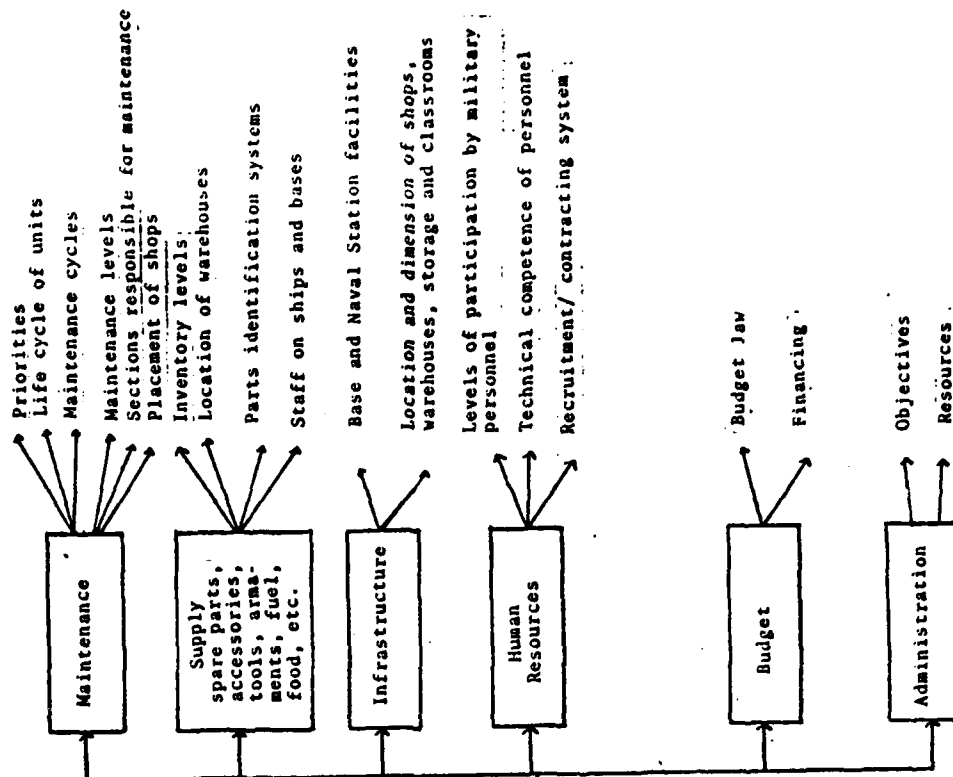 Maintenance
Priorities
Life cycle of units
Maintenance cycles
Maintenance levels
Sections responsible for maintenance
Placement of shops
Supply
spare parts,
accessories,
tools, arma-
ments, fuel,
food, etc.
Inventory levels
Location of warehouses
Parts identification systems
Staff on ships and bases
Infrastructure
Base and Naval Station facilities
Location and dimension of shops,
warehouses, storage and classrooms
Human
Resources
Levels of participation by military
personnel
Technical competence of personnel
Recruitment/ contracting system
Budget
Budget law
Financing
Administration
Objectives
Resources